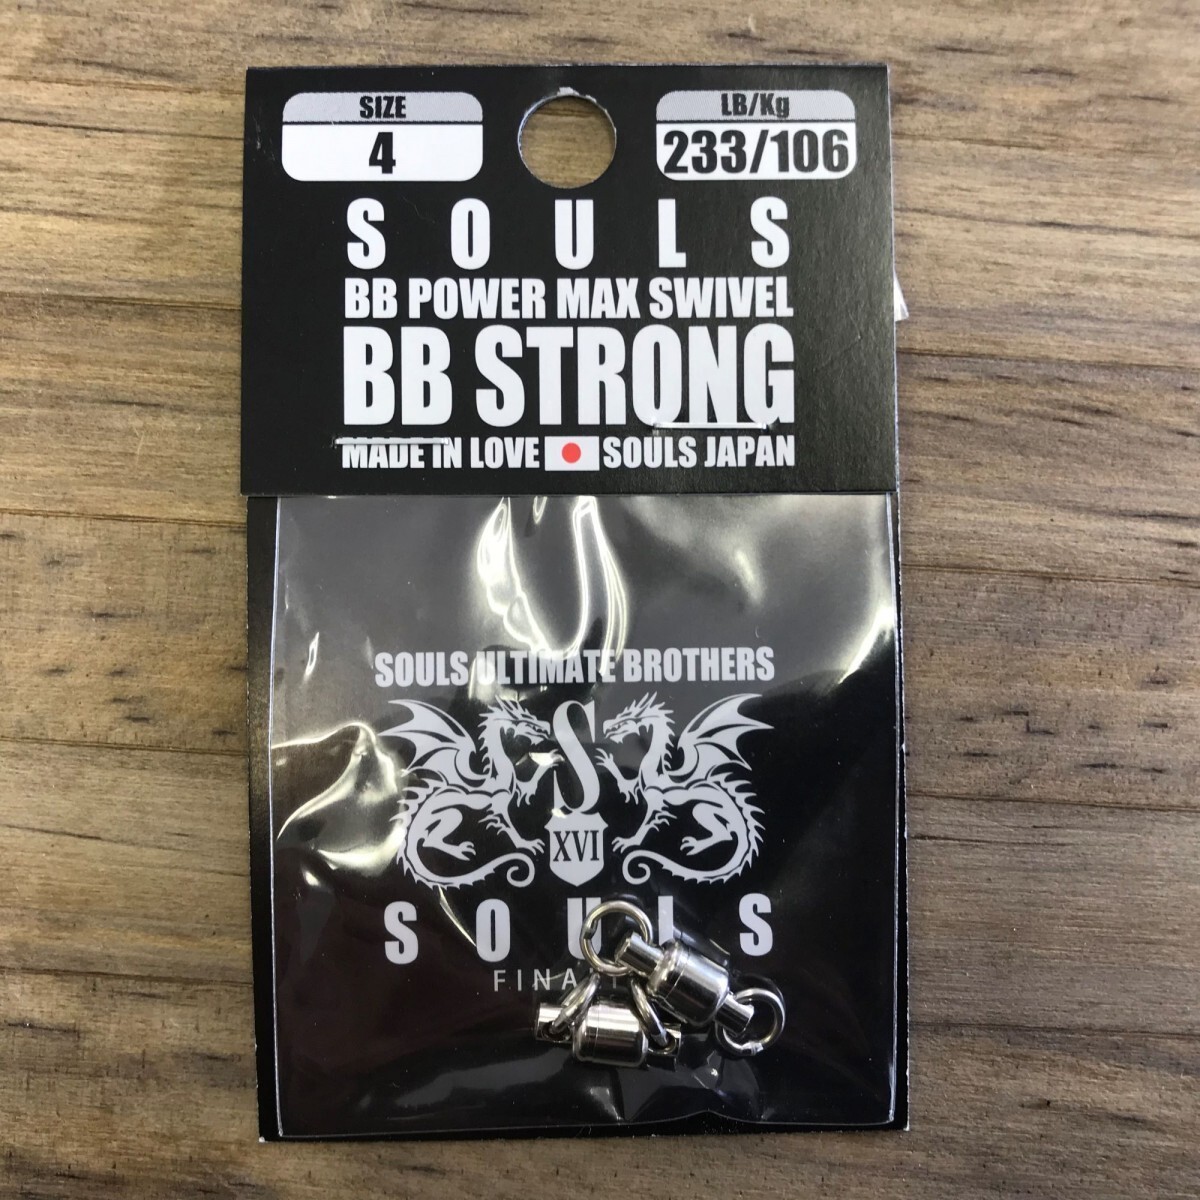 SIZE
4
LB/Kg
233/106
SOULS
BB POWER MAX SWIVEL
BB STRONG
MADE IN LOVE SOULS JAPAN
SOULS ULTIMATE BROTHERS
S
XVI
SOULS